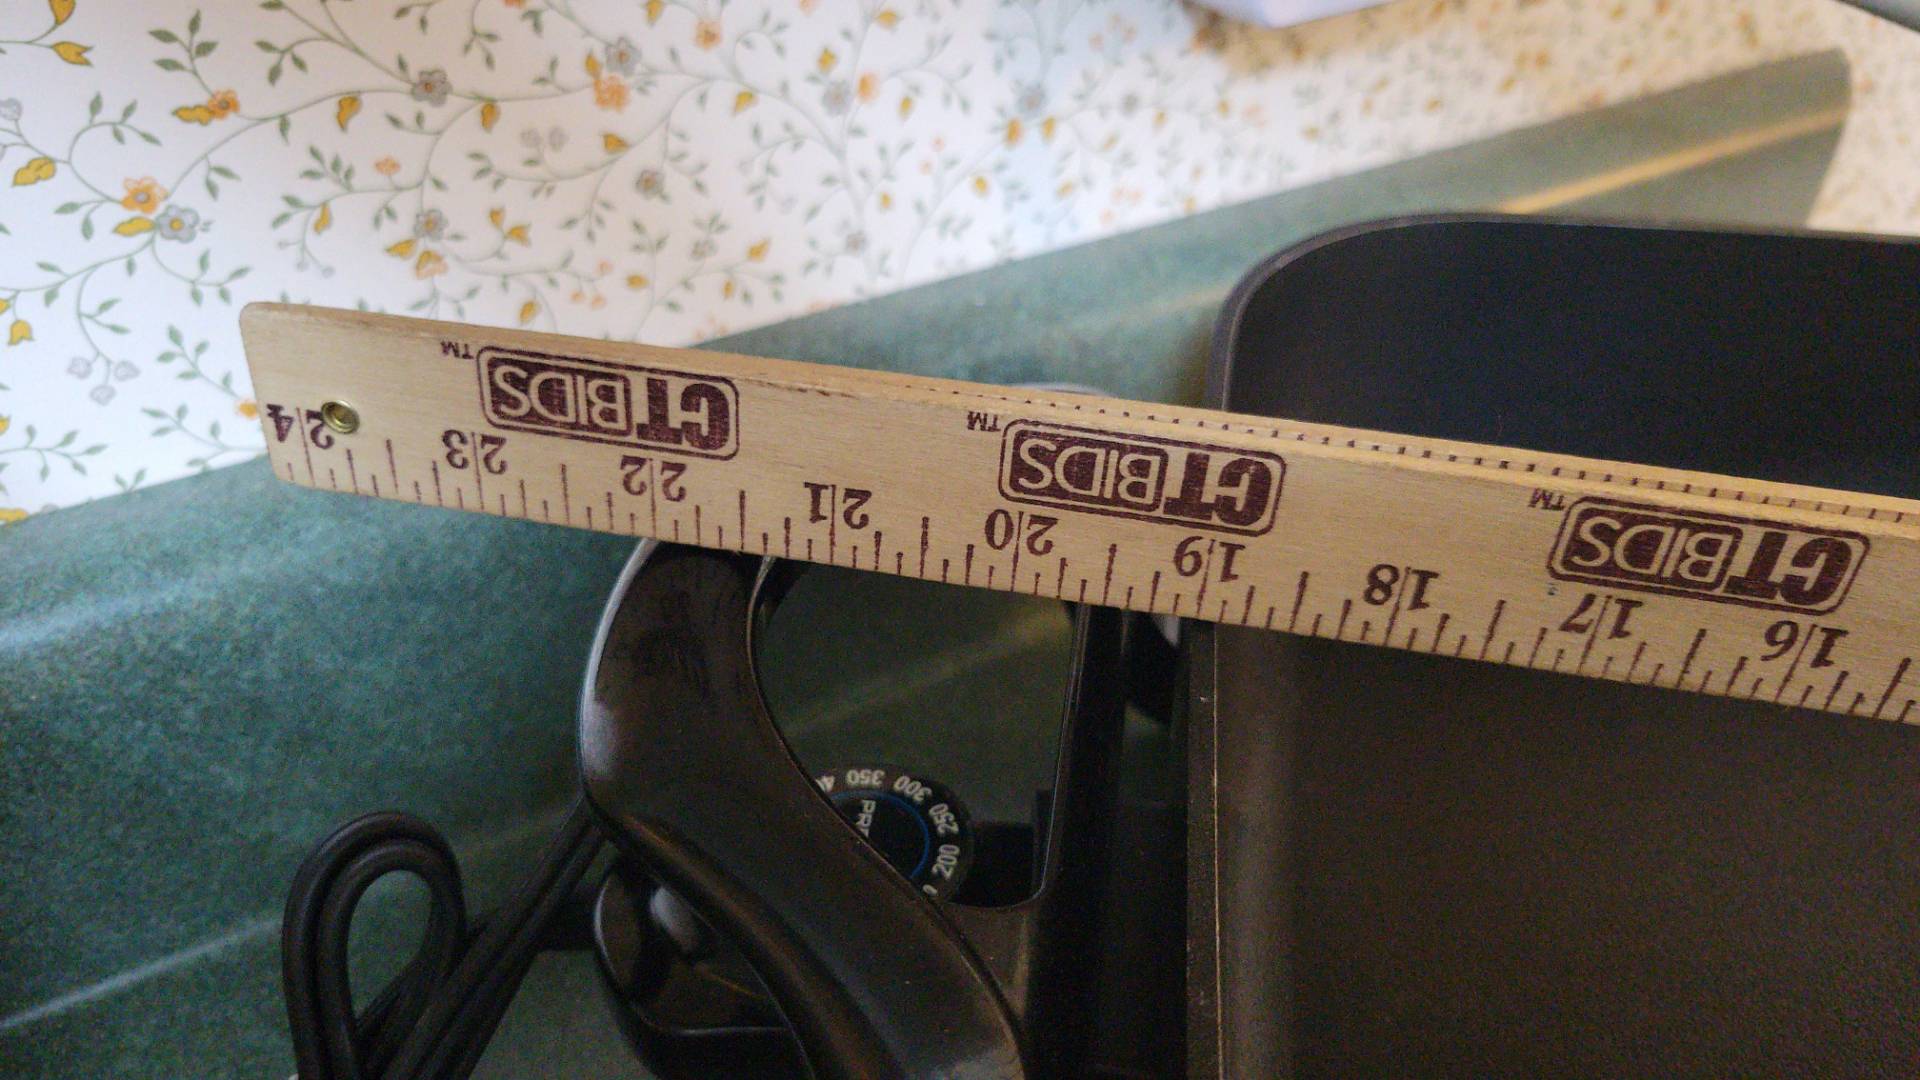 CTBIDS™
CTBIDS™
CTBIDS™
16 17 18 19 20 21 22 23 24
200 250 300 350